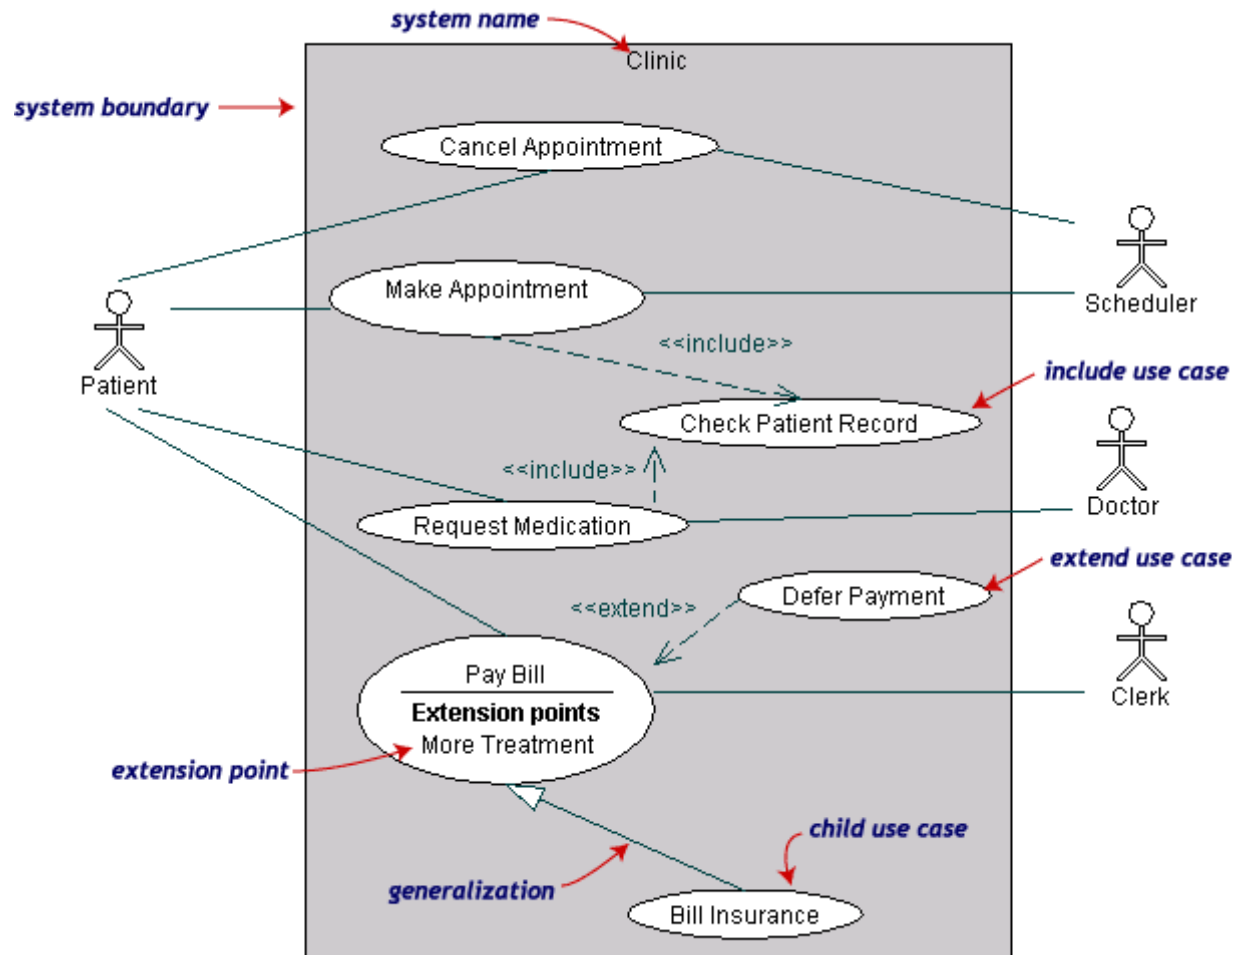 system name
Clinic
system boundary
Cancel Appointment
Make Appointment
Scheduler
<<include>>
Patient
include use case
Check Patient Record
<<include>>
Doctor
Request Medication
extend use case
Defer Payment
<<extend>>
Pay Bill
Clerk
Extension points
More Treatment
extension point
child use case
generalization
Bill Insurance